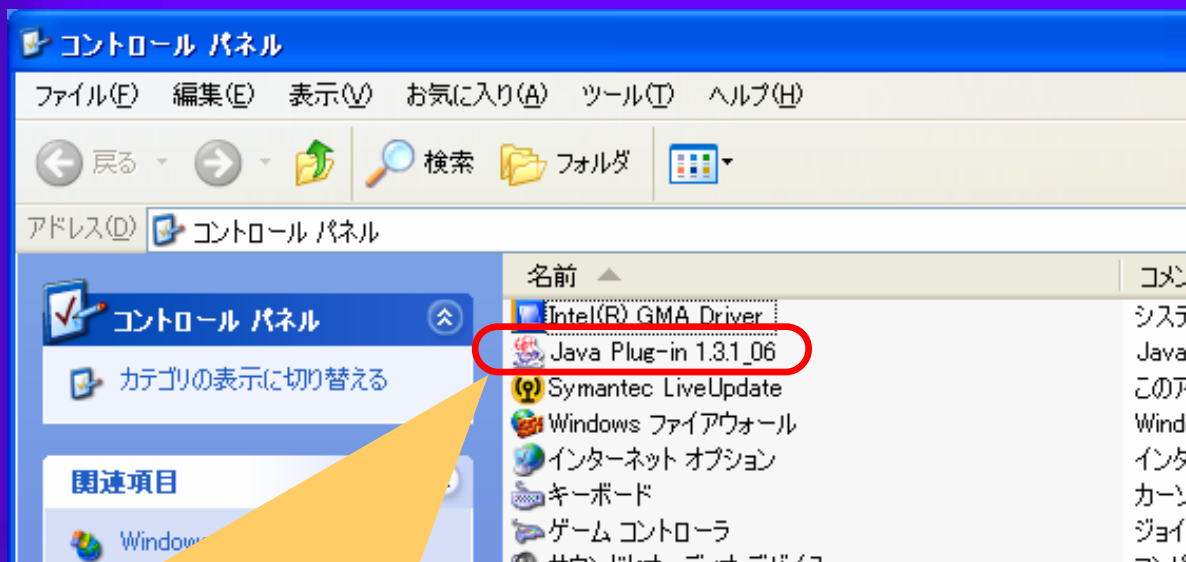 コントロール パネル
ファイル(F) 編集(E) 表示(V) お気に入り(A) ツール(T) ヘルプ(H)
戻る 検索 フォルダ
アドレス(D) コントロール パネル
コントロール パネル
カテゴリの表示に切り替える
関連項目
Windows
名前 コメン
Intel(R) GMA Driver システ
Java Plug-in 1.3.1_06 Java
Symantec LiveUpdate このア
Windows ファイアウォール Wind
インターネット オプション インタ
キーボード カーソ
ゲーム コントローラ ジョイ